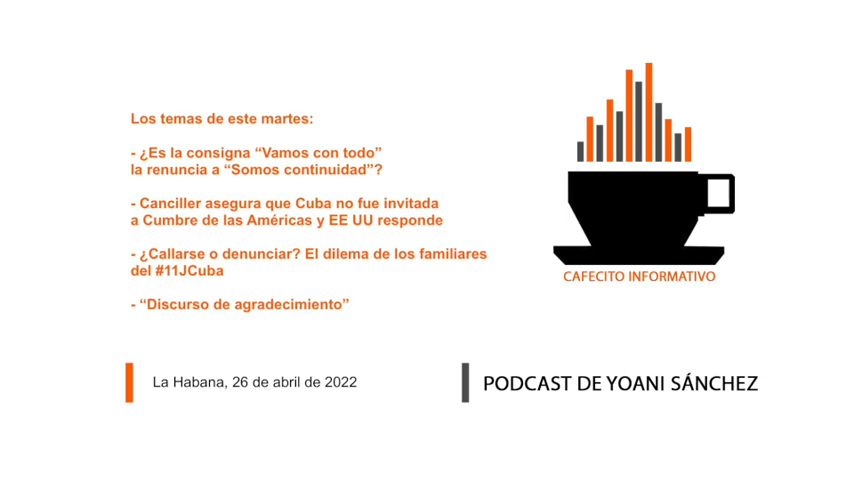 Los temas de este martes:
- ¿Es la consigna “Vamos con todo”
la renuncia a “Somos continuidad”?
- Canciller asegura que Cuba no fue invitada
a Cumbre de las Américas y EE UU responde
- ¿Callarse o denunciar? El dilema de los familiares
del #11JCuba
- “Discurso de agradecimiento”
CAFECITO INFORMATIVO
La Habana, 26 de abril de 2022
PODCAST DE YOANI SÁNCHEZ